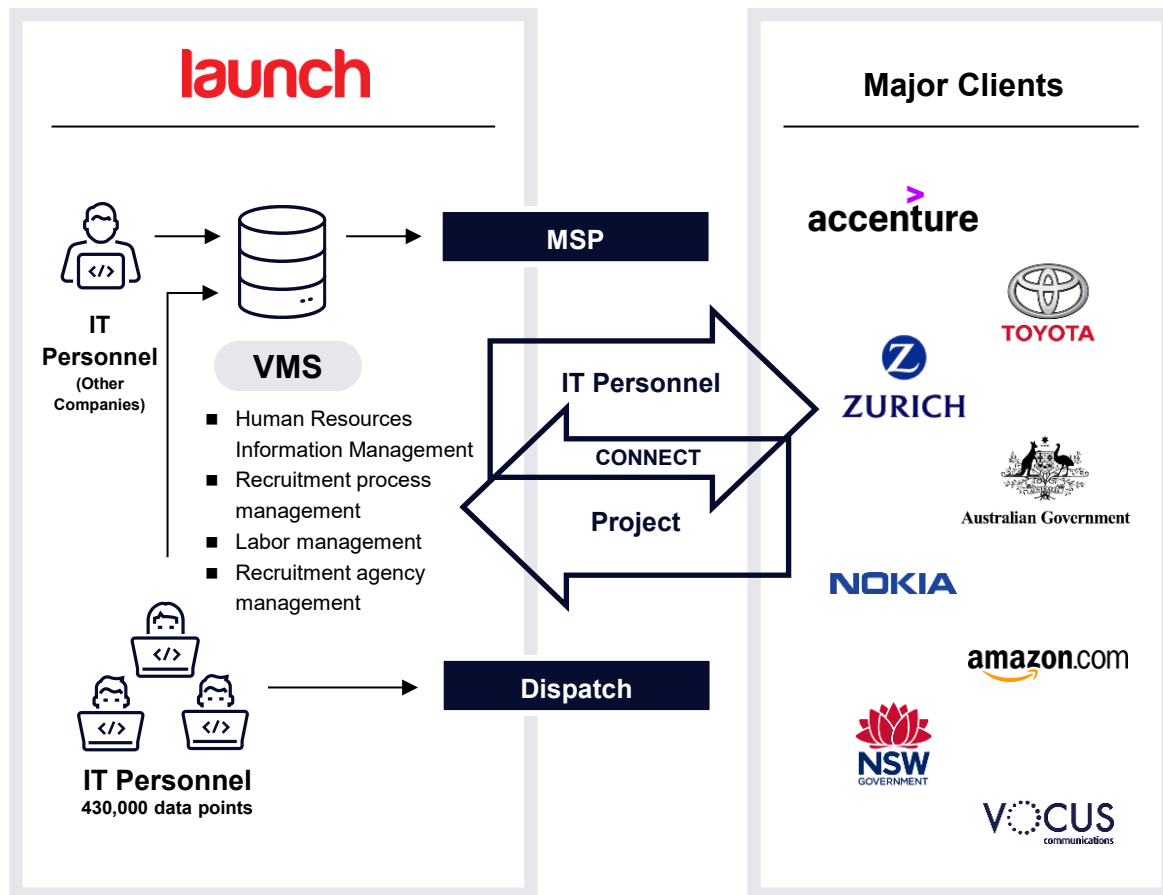 launch
IT
Personnel
(Other
Companies)
VMS
■ Human Resources
Information Management
■ Recruitment process
management
■ Labor management
■ Recruitment agency
management
IT Personnel
430,000 data points
MSP
IT Personnel
CONNECT
Project
Dispatch
Major Clients
accenture
TOYOTA
Z
ZURICH
AUSTRALIA
Australian Government
NOKIA
amazon.com
NSW
GOVERNMENT
VOCUS
communications